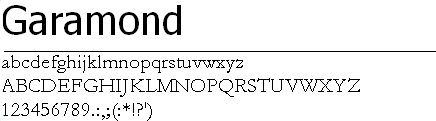 Garamond
abcdefghijklmnopqrstuvwxyz
ABCDEFGHIJKLMNOPQRSTUVWXYZ
123456789.:,;(:*!?')